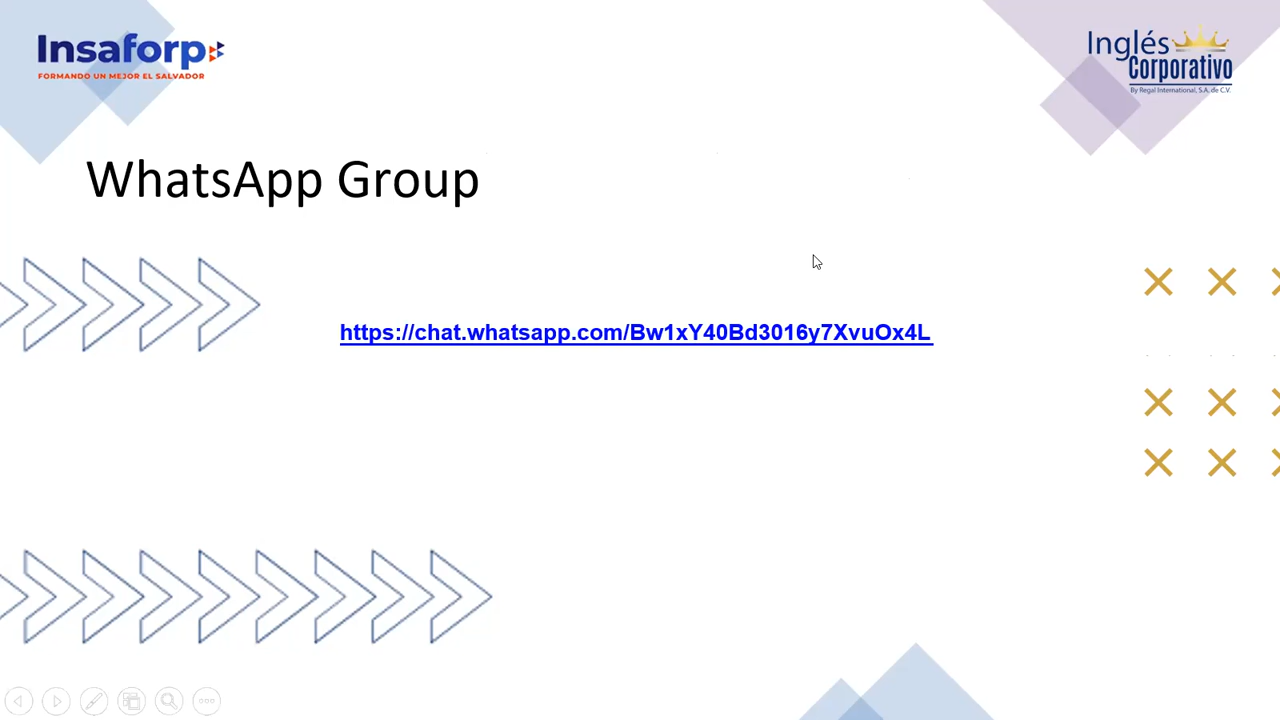 Insaforp
FORMANDO UN MEJOR EL SALVADOR
Inglés
Corporativo
By Regal International, S.A. de C.V.
WhatsApp Group
https://chat.whatsapp.com/Bw1xY40Bd3016y7XvuOx4L